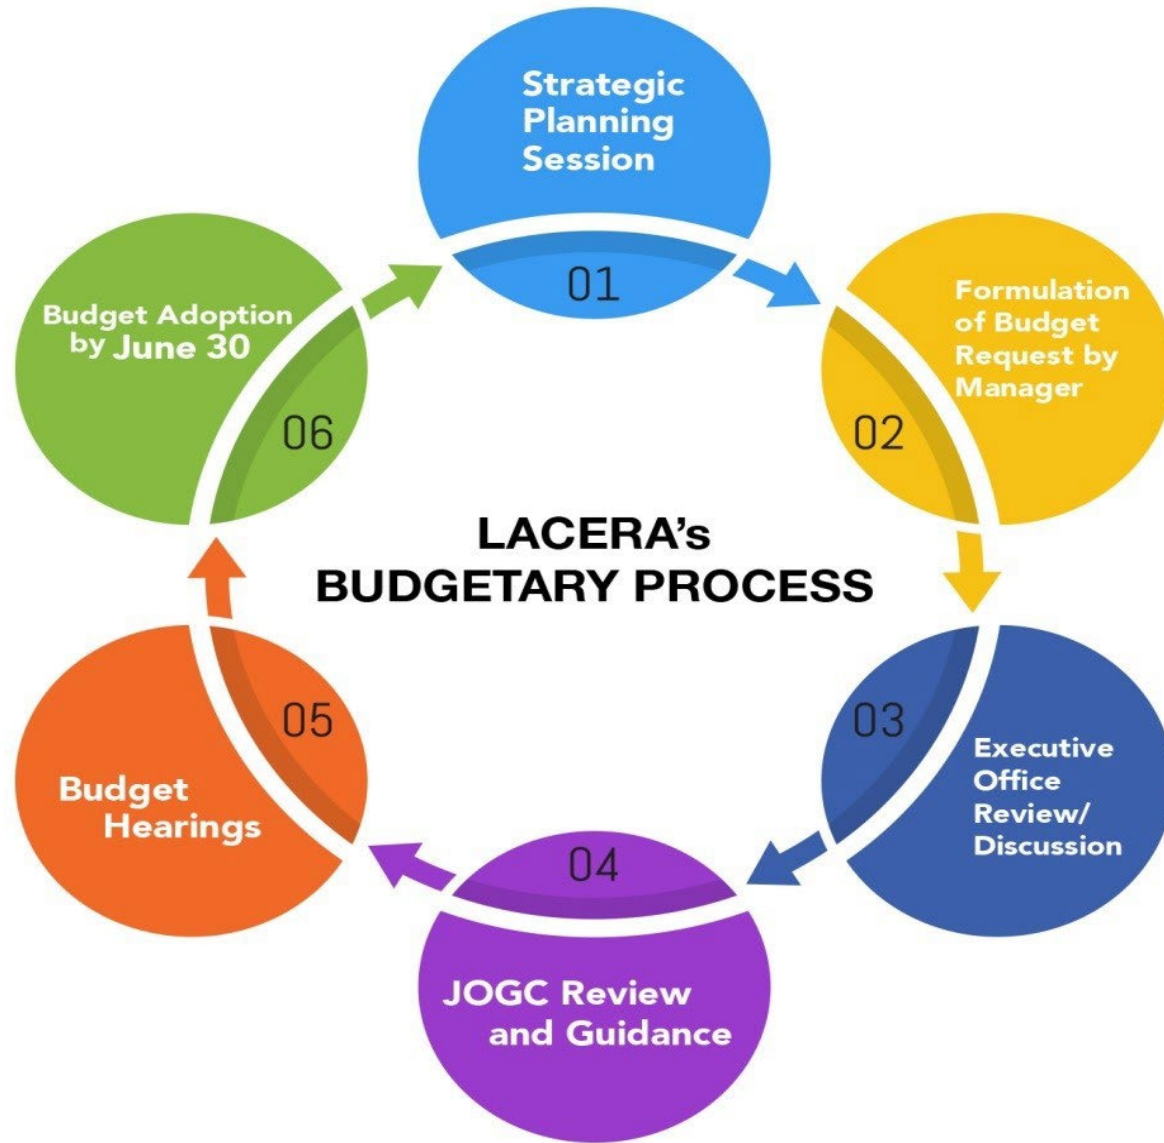 Strategic
Planning
Session
01
Formulation
of Budget
Request by
Manager
02
03
Executive
Office
Review/
Discussion
04
JOGC Review
and Guidance
05
Budget
Hearings
Budget Adoption
by June 30
06
LACERA's
BUDGETARY PROCESS